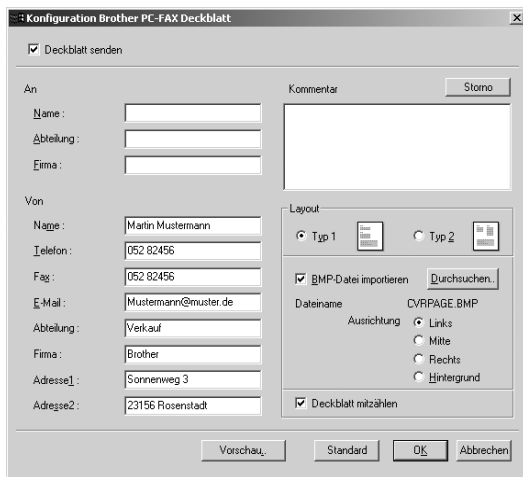 Konfiguration Brother PC-FAX Deckblatt
Deckblatt senden
An
Name :
Abteilung :
Firma :
Kommentar
Storno
Von
Name : Martin Mustermann
Telefon : 052 82456
Fax : 052 82456
E-Mail : Mustermann@muster.de
Abteilung : Verkauf
Firma : Brother
Adresse1 : Sonnenweg 3
Adresse2 : 23156 Rosenstadt
Layout
Typ 1
Typ 2
BMP-Datei importieren
Durchsuchen..
Dateiname CVRPAGE.BMP
Ausrichtung Links
Mitte
Rechts
Hintergrund
Deckblatt mitzählen
Vorschau..
Standard
OK
Abbrechen